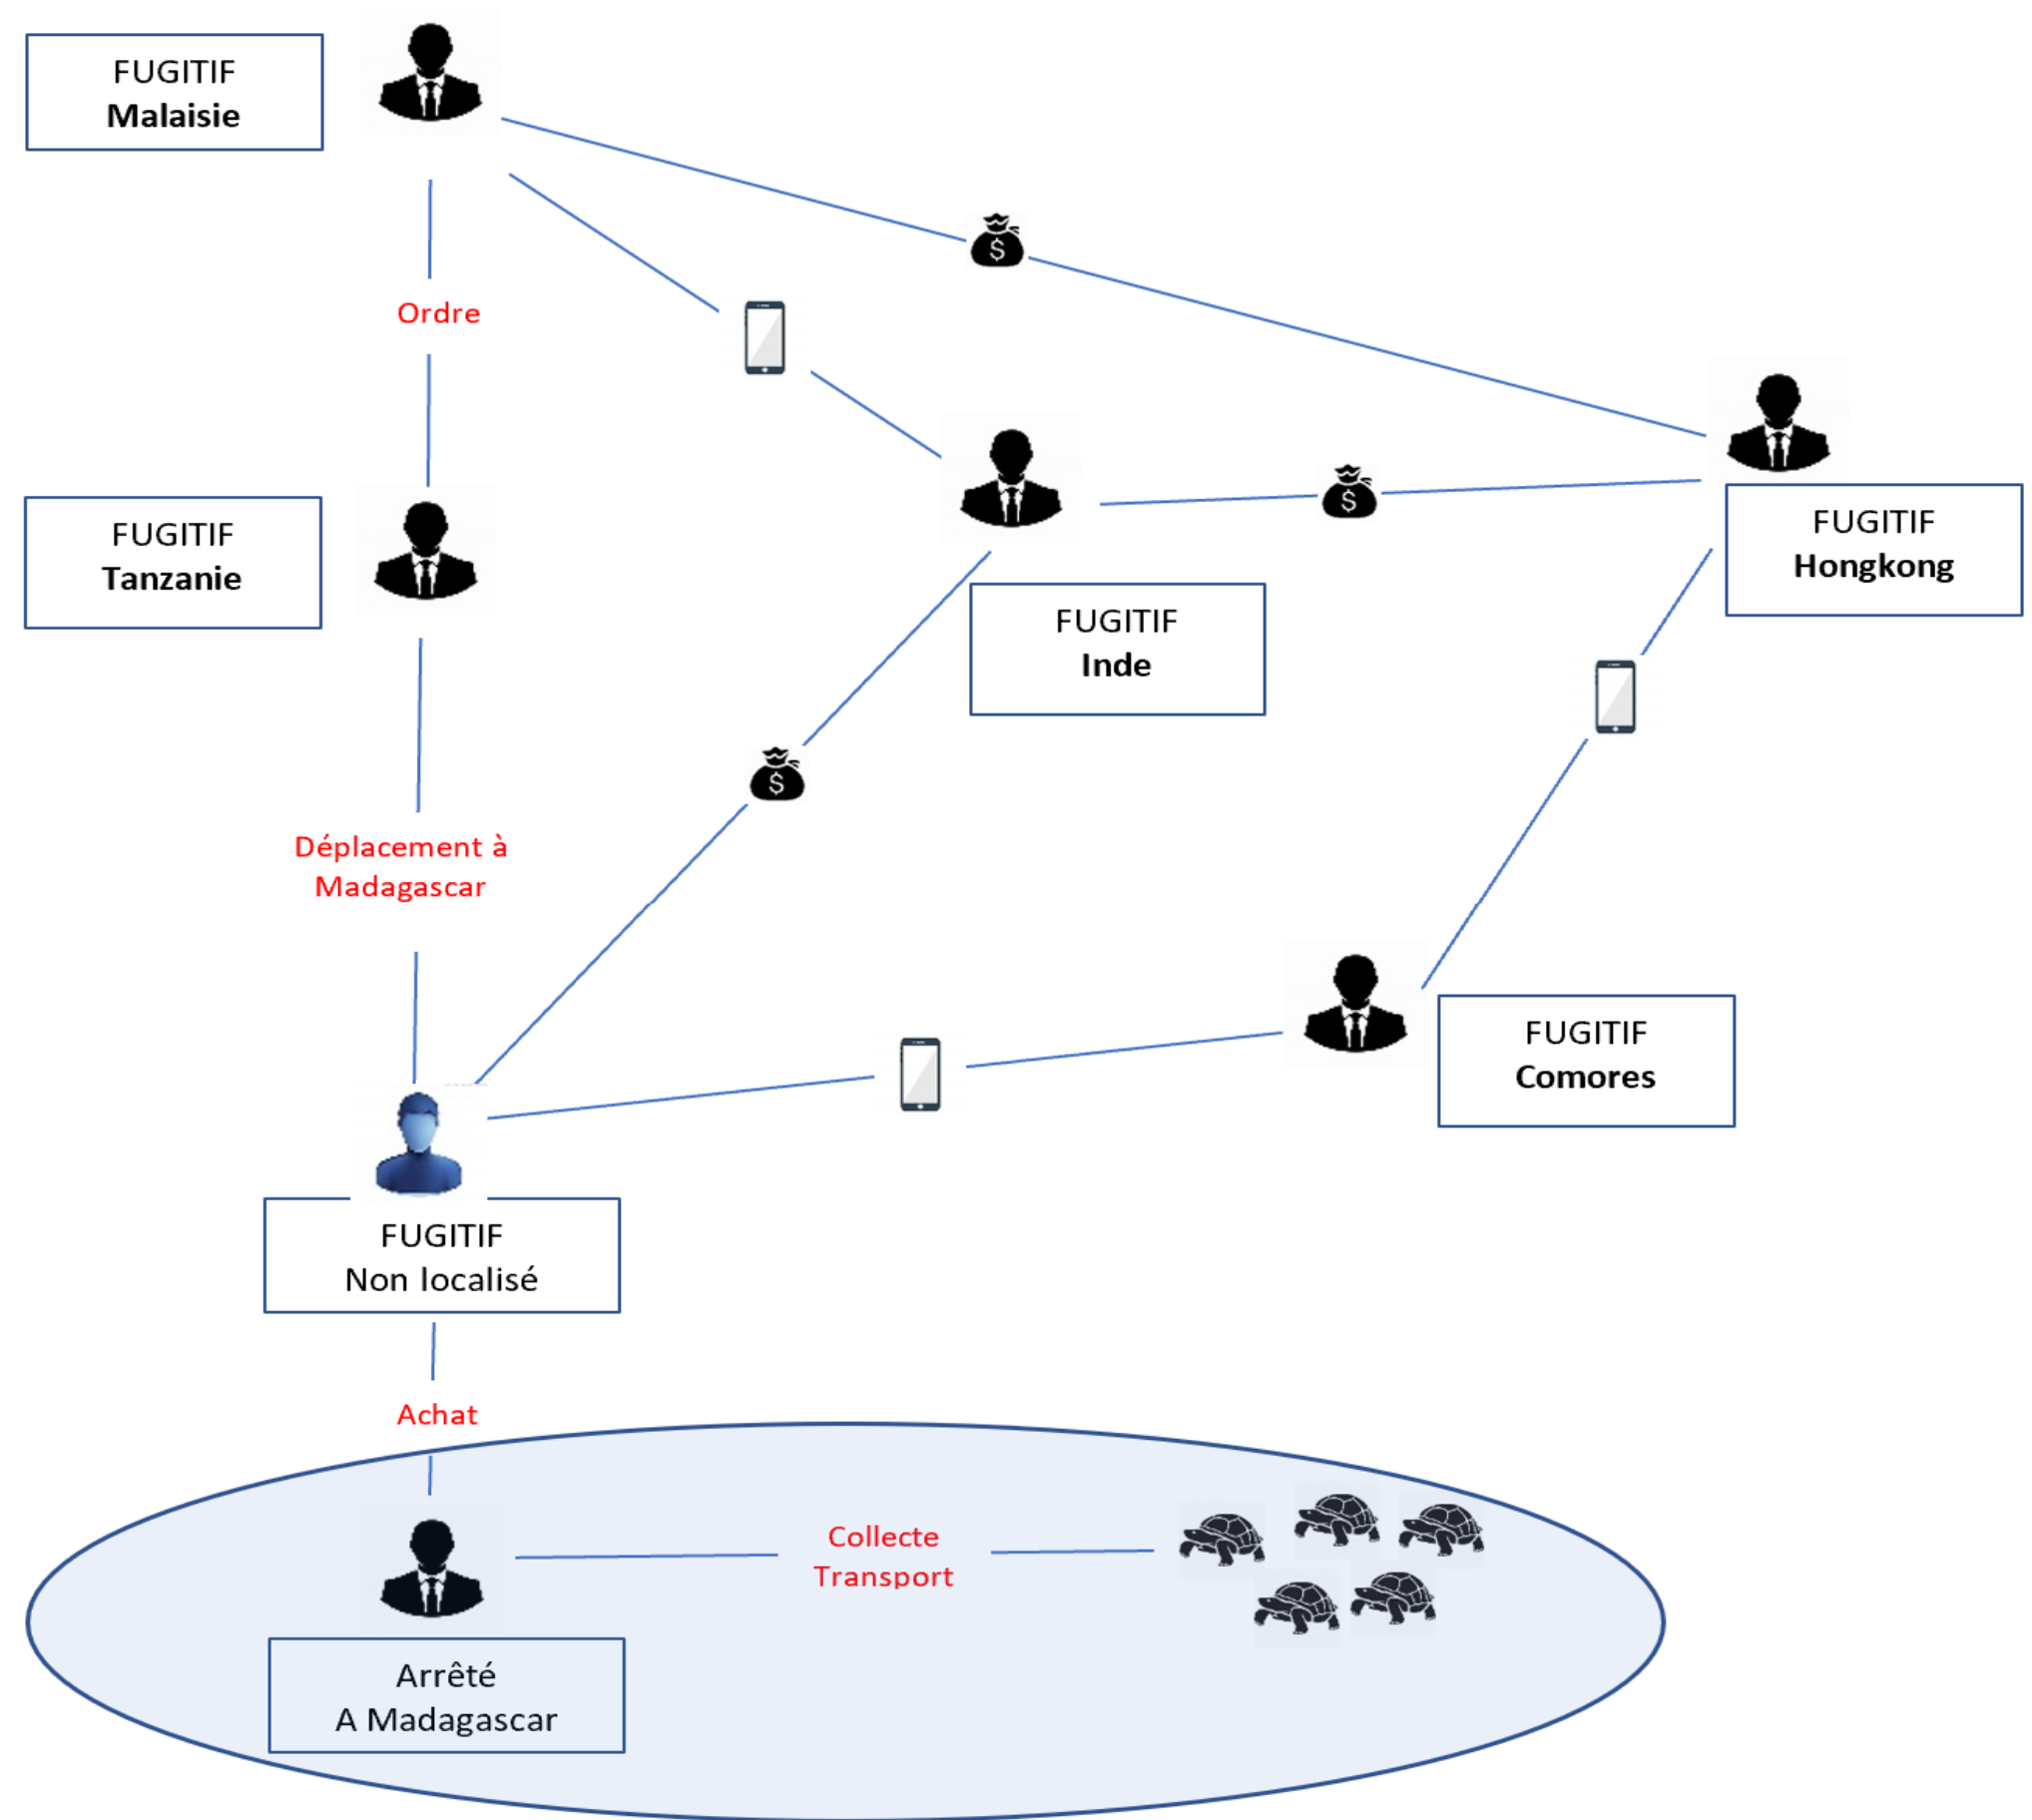 FUGITIF
Malaisie
$
Ordre
$
FUGITIF
Tanzanie
FUGITIF
Hongkong
FUGITIF
Inde
$
Déplacement à
Madagascar
FUGITIF
Comores
FUGITIF
Non localisé
Achat
Collecte
Transport
Arrêté
A Madagascar